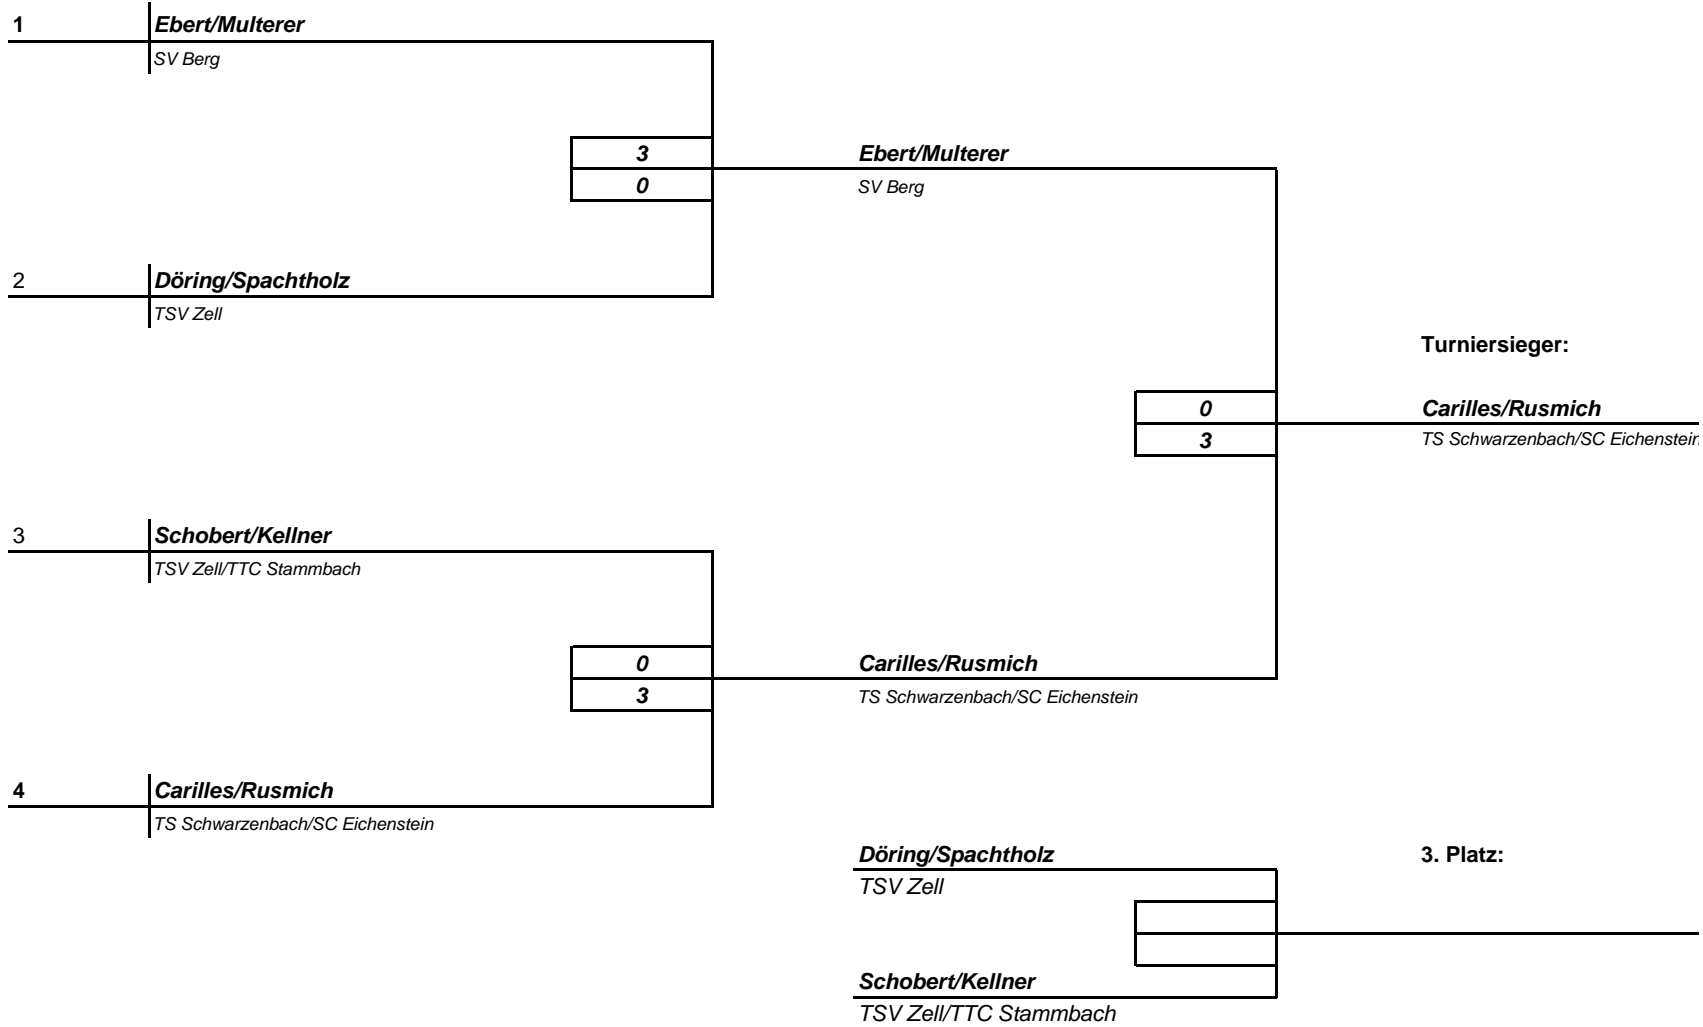 1 Ebert/Multerer
SV Berg
3 Ebert/Multerer
0 SV Berg
2 Döring/Spachtholz
TSV Zell
Turniersieger:
0 Carilles/Rusmich
3 TS Schwarzenbach/SC Eichenstein
3 Schobert/Kellner
TSV Zell/TTC Stammbach
0 Carilles/Rusmich
3 TS Schwarzenbach/SC Eichenstein
4 Carilles/Rusmich
TS Schwarzenbach/SC Eichenstein
Döring/Spachtholz 3. Platz:
TSV Zell
Schobert/Kellner
TSV Zell/TTC Stammbach